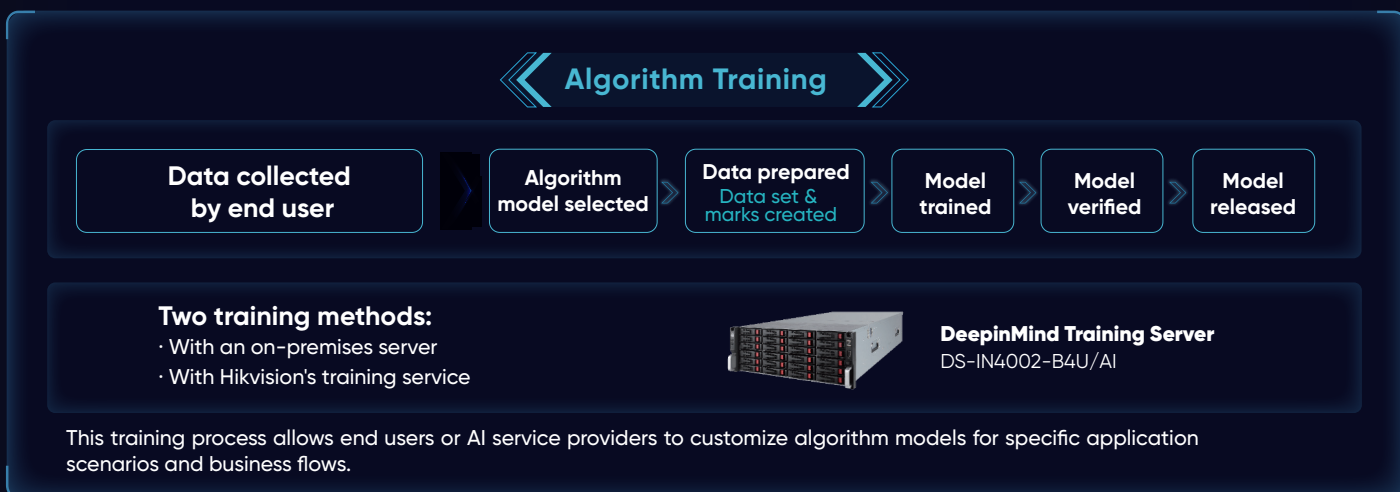 Algorithm Training
Data collected
by end user
Algorithm
model selected
Data prepared
Data set &
marks created
Model
trained
Model
verified
Model
released
Two training methods:
· With an on-premises server
· With Hikvision's training service
DeepinMind Training Server
DS-IN4002-B4U/AI
This training process allows end users or AI service providers to customize algorithm models for specific application
scenarios and business flows.